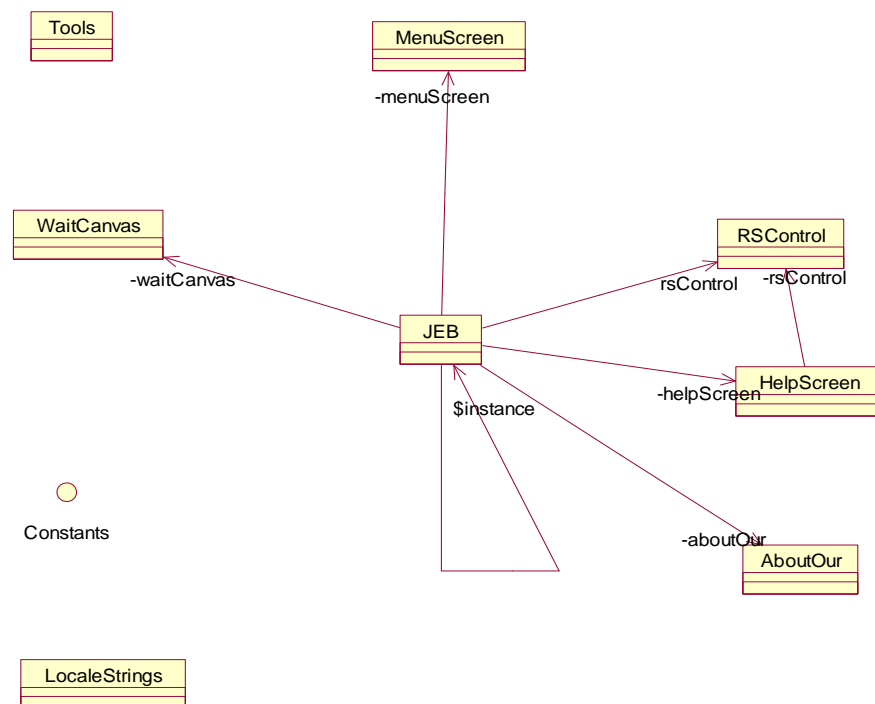 Tools
MenuScreen
-menuScreen
WaitCanvas
RSControl
-waitCanvas
rsControl
-rsControl
JEB
HelpScreen
-helpScreen
$instance
Constants
-aboutOur
AboutOur
LocaleStrings